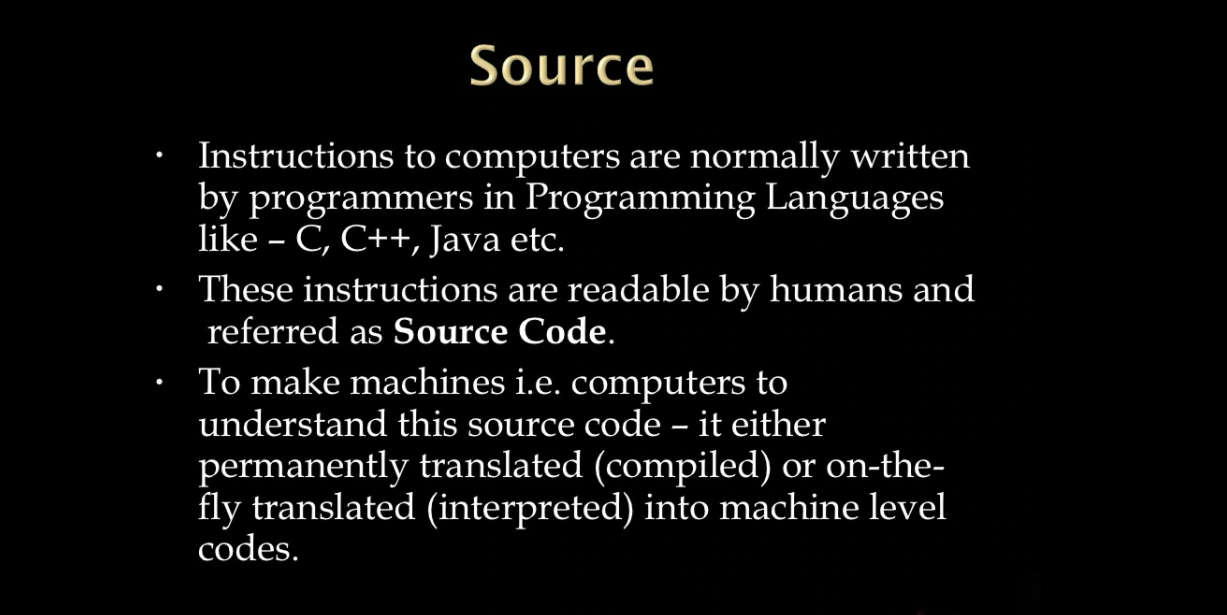 Source
• Instructions to computers are normally written
by programmers in Programming Languages
like – C, C++, Java etc.
• These instructions are readable by humans and
referred as Source Code.
• To make machines i.e. computers to
understand this source code – it either
permanently translated (compiled) or on-the-
fly translated (interpreted) into machine level
codes.